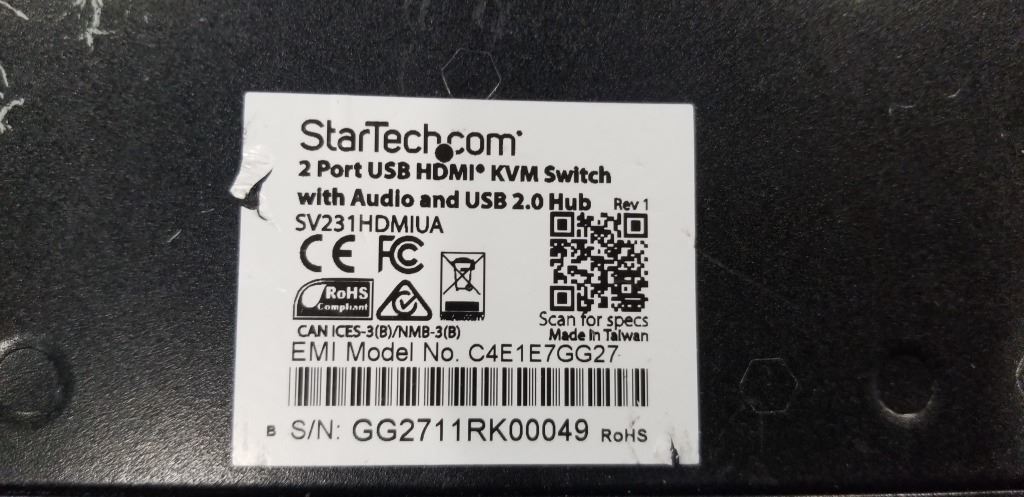 StarTech.com
2 Port USB HDMI® KVM Switch
with Audio and USB 2.0 Hub
Rev 1
SV231HDMIUA
CE FC
RoHS
Compliant
Scan for specs
Made in Taiwan
CAN ICES-3(B)/NMB-3(B)
EMI Model No. C4E1E7GG27
B S/N: GG2711RK00049 RoHS